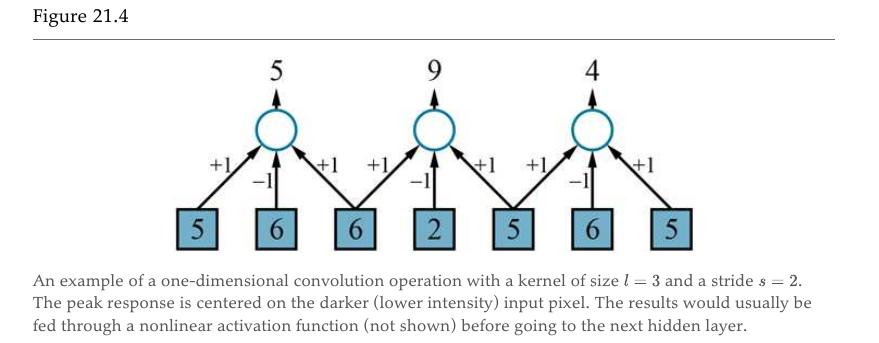 Figure 21.4
5 9 4
+1 +1 +1 +1 +1 +1
−1 −1 −1
5 6 6 2 5 6 5
An example of a one-dimensional convolution operation with a kernel of size l = 3 and a stride s = 2.
The peak response is centered on the darker (lower intensity) input pixel. The results would usually be
fed through a nonlinear activation function (not shown) before going to the next hidden layer.